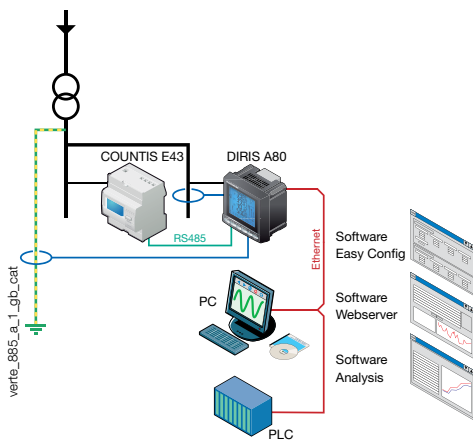 COUNTIS E43
DIRIS A80
RS485
Ethernet
Software
Easy Config
PC
Software
Webserver
Software
Analysis
PLC
verte_885_a_1_gb_cat